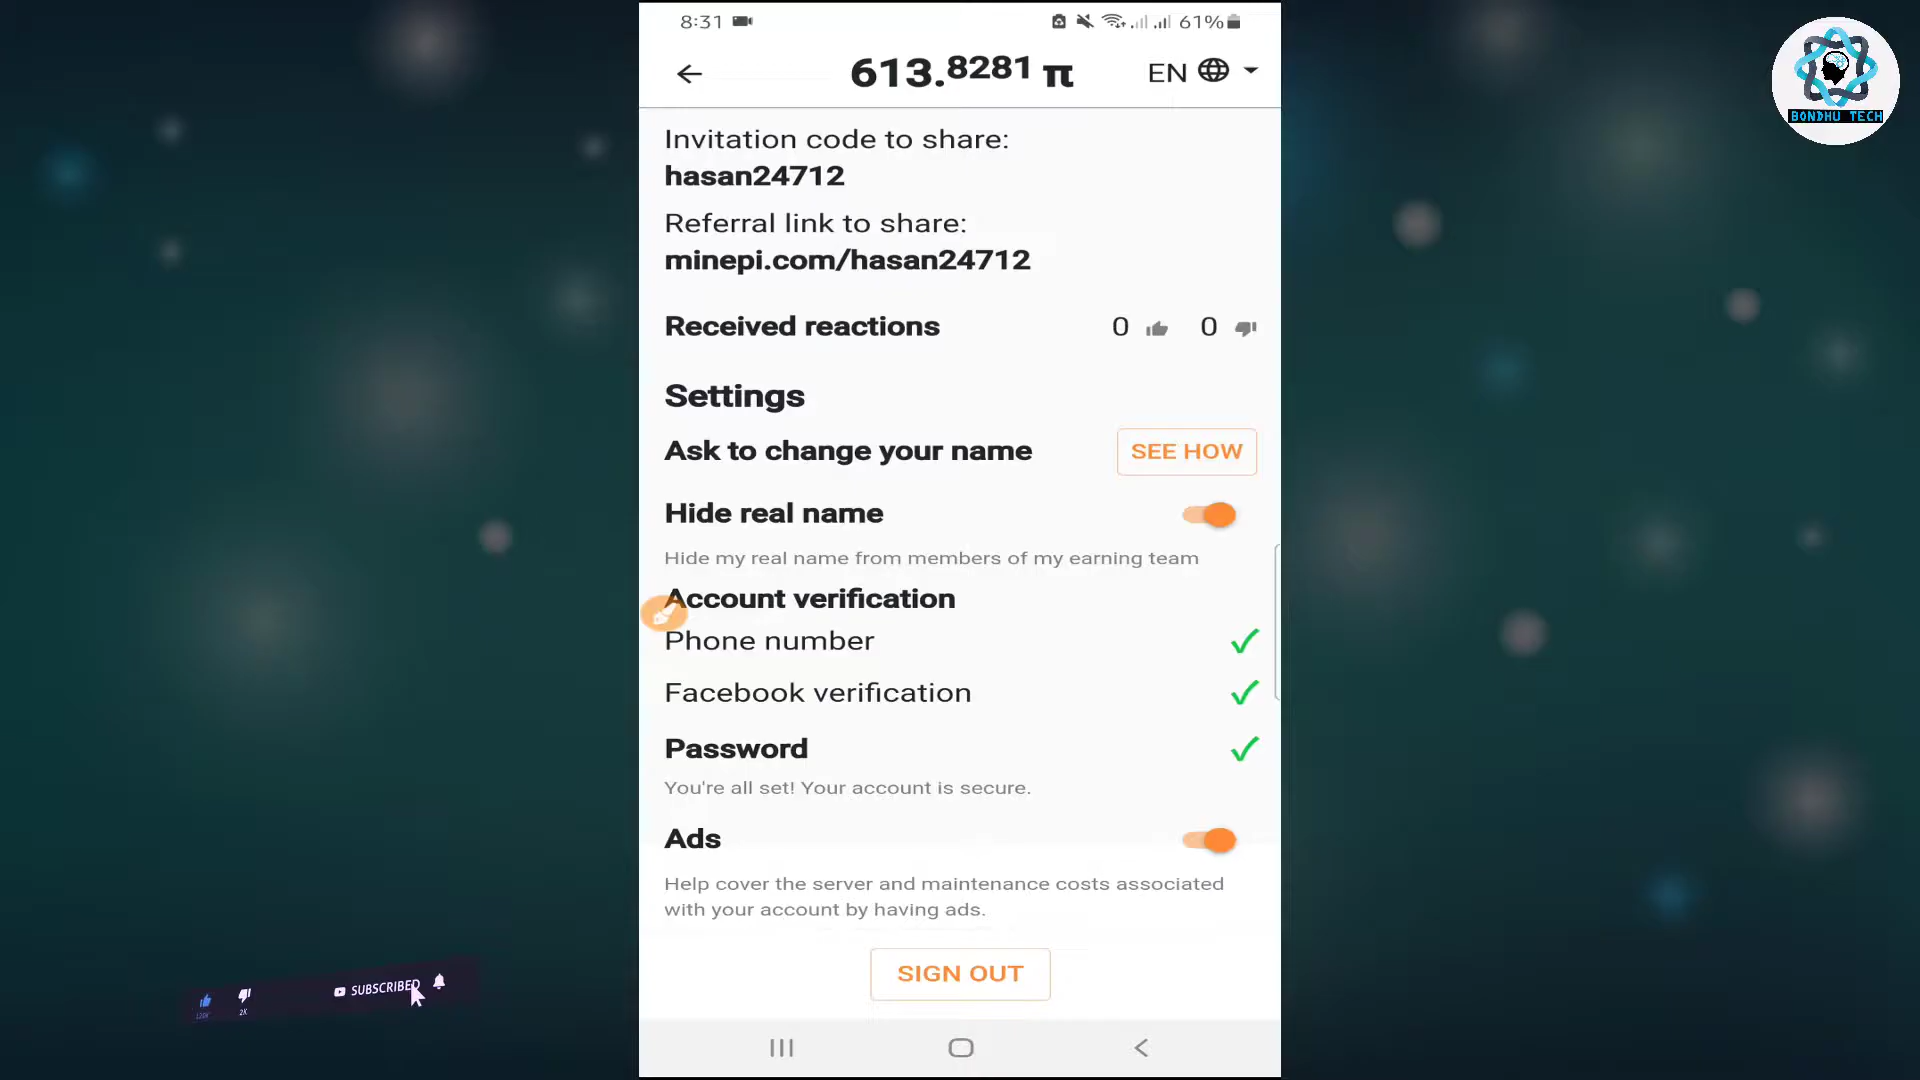 8:31
61%
613.8281 π
EN
Invitation code to share:
hasan24712
Referral link to share:
minepi.com/hasan24712
Received reactions
0
0
Settings
Ask to change your name
SEE HOW
Hide real name
Hide my real name from members of my earning team
Account verification
Phone number
Facebook verification
Password
You're all set! Your account is secure.
Ads
Help cover the server and maintenance costs associated
with your account by having ads.
SIGN OUT
BONDHU TECH
SUBSCRIBED
2K